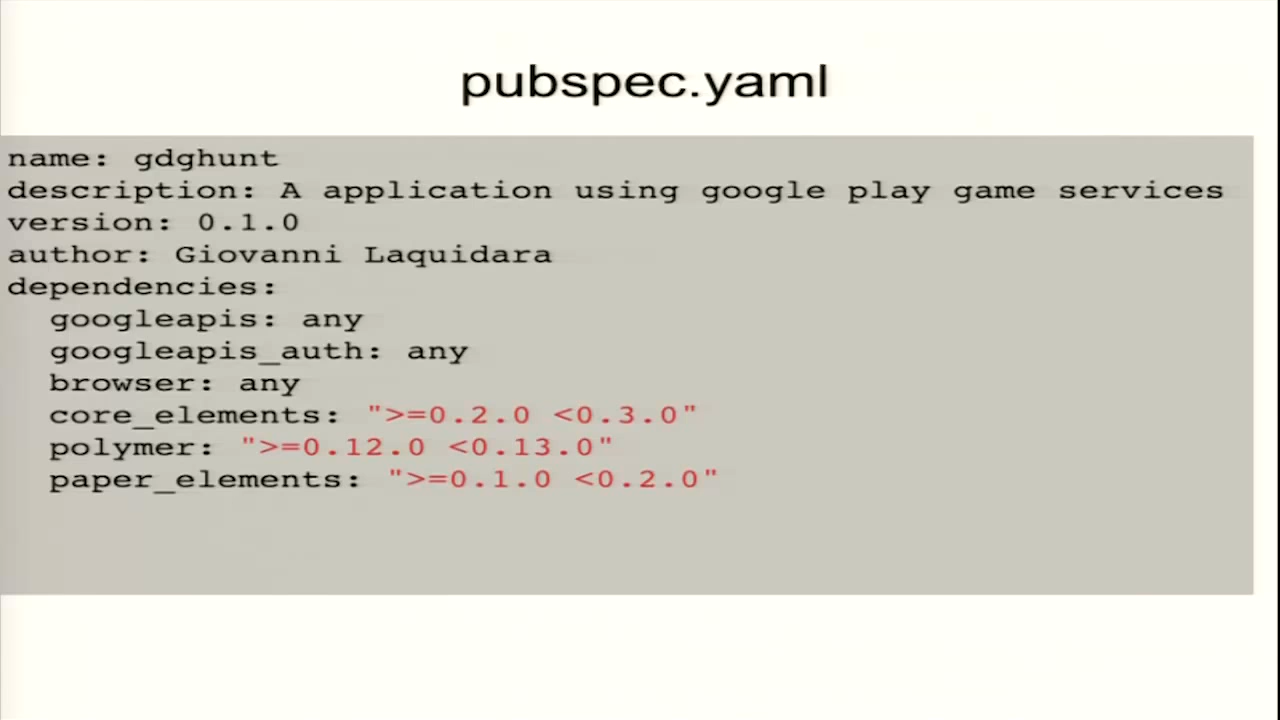 pubspec.yaml
name: gdghunt
description: A application using google play game services
version: 0.1.0
author: Giovanni Laquidara
dependencies:
  googleapis: any
  googleapis_auth: any
  browser: any
  core_elements: ">=0.2.0 <0.3.0"
  polymer: ">=0.12.0 <0.13.0"
  paper_elements: ">=0.1.0 <0.2.0"